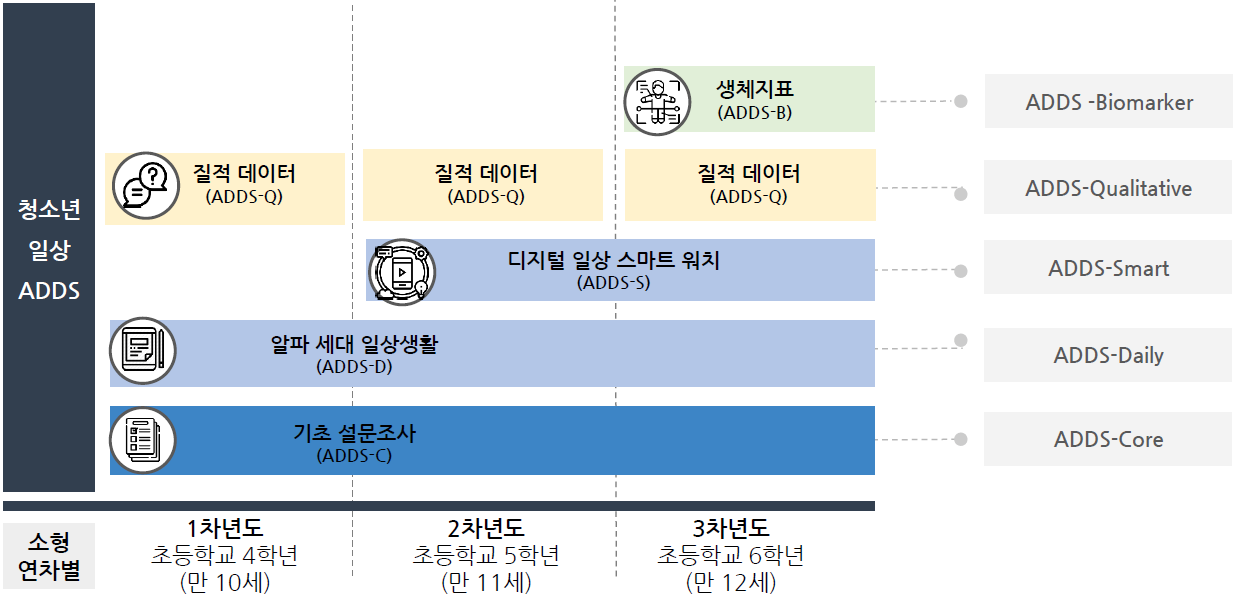 청소년
일상
ADDS
생체지표
(ADDS-B)
ADDS -Biomarker
?
질적 데이터
(ADDS-Q)
질적 데이터
(ADDS-Q)
질적 데이터
(ADDS-Q)
ADDS-Qualitative
디지털 일상 스마트 워치
(ADDS-S)
ADDS-Smart
알파 세대 일상생활
(ADDS-D)
ADDS-Daily
기초 설문조사
(ADDS-C)
ADDS-Core
소형
연차별
1차년도
초등학교 4학년
(만 10세)
2차년도
초등학교 5학년
(만 11세)
3차년도
초등학교 6학년
(만 12세)